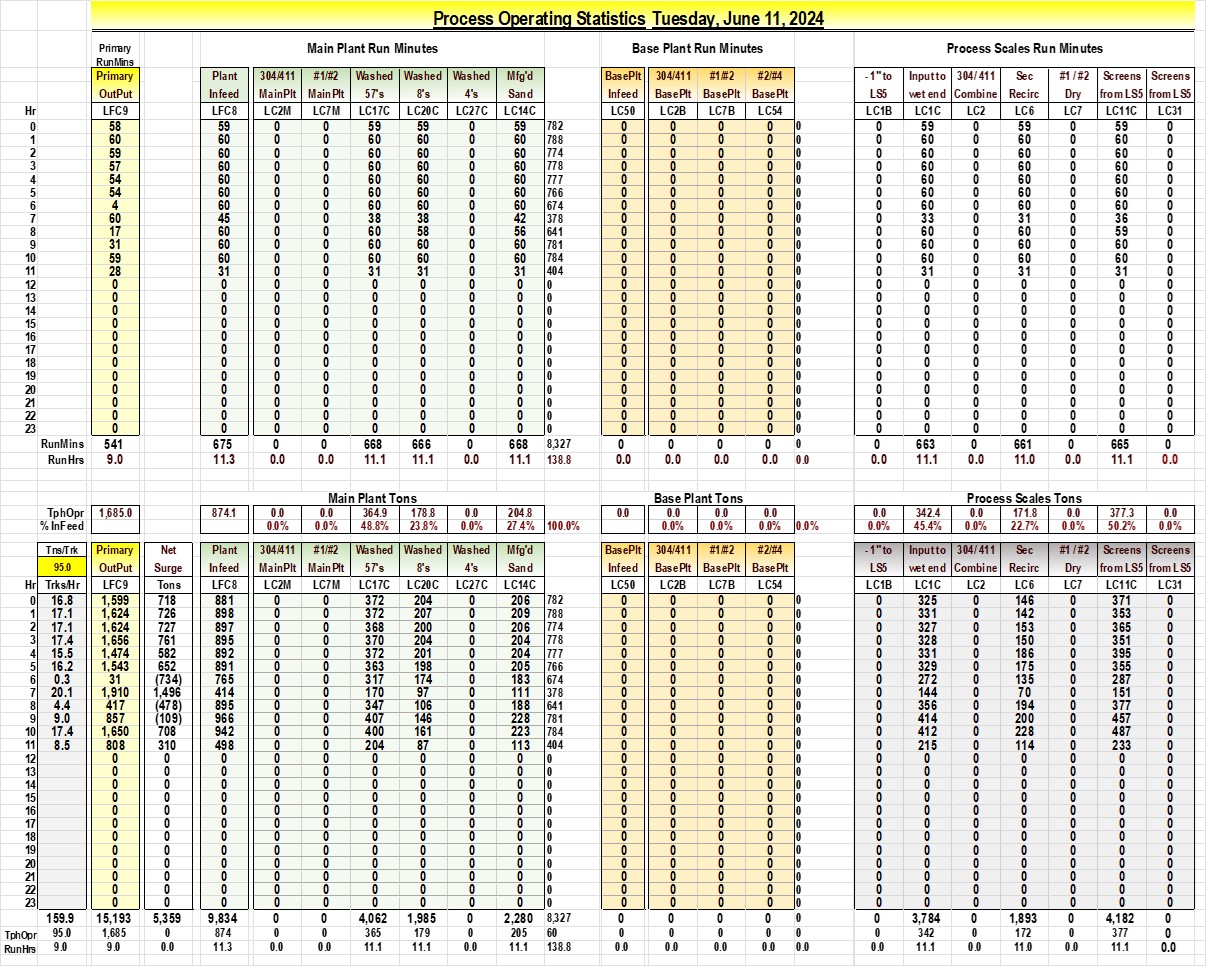 Process Operating Statistics Tuesday, June 11, 2024
Primary Main Plant Run Minutes Base Plant Run Minutes Process Scales Run Minutes
RunMins
Primary Plant 304/411 #1/#2 Washed Washed Washed Mfg'd BasePlt 304/411 #1/#2 #2/#4 - 1" to Input to 304/ 411 Sec #1 / #2 Screens Screens
OutPut Infeed MainPlt Main Plt 57's 8's 4's Sand Infeed BasePlt BasePlt BasePlt LS5 wet end Combine Recirc Dry from LS5 from LS5
Hr LFC9 LFC8 LC2M LC7M LC17C LC20C LC27C LC14C LC50 LC2B LC7B LC54 LC1B LC1C LC2 LC6 LC7 LC11C LC31
0 58 59 0 0 59 59 0 59 782 0 0 0 0 0 0 59 0 59 0 59 0
1 60 60 0 0 60 60 0 60 788 0 0 0 0 0 0 60 0 60 0 60 0
2 59 60 0 0 60 60 0 60 774 0 0 0 0 0 0 60 0 60 0 60 0
3 57 60 0 0 60 60 0 60 778 0 0 0 0 0 0 60 0 60 0 60 0
4 54 60 0 0 60 60 0 60 777 0 0 0 0 0 0 60 0 60 0 60 0
5 54 60 0 0 60 60 0 60 766 0 0 0 0 0 0 60 0 60 0 60 0
6 4 60 0 0 60 60 0 60 674 0 0 0 0 0 0 60 0 60 0 60 0
7 60 45 0 0 38 38 0 42 378 0 0 0 0 0 0 33 0 31 0 36 0
8 17 60 0 0 60 58 0 56 641 0 0 0 0 0 0 60 0 60 0 59 0
9 31 60 0 0 60 60 0 60 781 0 0 0 0 0 0 60 0 60 0 60 0
10 59 60 0 0 60 60 0 60 784 0 0 0 0 0 0 60 0 60 0 60 0
11 28 31 0 0 31 31 0 31 404 0 0 0 0 0 0 31 0 31 0 31 0
12 0 0 0 0 0 0 0 0 0 0 0 0 0 0 0 0 0 0 0 0 0
13 0 0 0 0 0 0 0 0 0 0 0 0 0 0 0 0 0 0 0 0 0
14 0 0 0 0 0 0 0 0 0 0 0 0 0 0 0 0 0 0 0 0 0
15 0 0 0 0 0 0 0 0 0 0 0 0 0 0 0 0 0 0 0 0 0
16 0 0 0 0 0 0 0 0 0 0 0 0 0 0 0 0 0 0 0 0 0
17 0 0 0 0 0 0 0 0 0 0 0 0 0 0 0 0 0 0 0 0 0
18 0 0 0 0 0 0 0 0 0 0 0 0 0 0 0 0 0 0 0 0 0
19 0 0 0 0 0 0 0 0 0 0 0 0 0 0 0 0 0 0 0 0 0
20 0 0 0 0 0 0 0 0 0 0 0 0 0 0 0 0 0 0 0 0 0
21 0 0 0 0 0 0 0 0 0 0 0 0 0 0 0 0 0 0 0 0 0
22 0 0 0 0 0 0 0 0 0 0 0 0 0 0 0 0 0 0 0 0 0
23 0 0 0 0 0 0 0 0 0 0 0 0 0 0 0 0 0 0 0 0 0
RunMins 541 675 0 0 668 666 0 668 8,327 0 0 0 0 0 0 663 0 661 0 665 0
Run Hrs 9.0 11.3 0.0 0.0 11.1 11.1 0.0 11.1 138.8 0.0 0.0 0.0 0.0 0.0 0.0 11.1 0.0 11.0 0.0 11.1 0.0
Main Plant Tons Base Plant Tons Process Scales Tons
TphOpr 1,685.0 874.1 0.0 0.0 364.9 178.8 0.0 204.8 0.0 0.0 0.0 0.0 0.0 342.4 0.0 171.8 0.0 377.3 0.0
% InFeed 0.0% 0.0% 48.8% 23.8% 0.0% 27.4% 100.0% 0.0% 0.0% 0.0% 0.0% 0.0% 45.4% 0.0% 22.7% 0.0% 50.2% 0.0%
Tns/Trk Primary Net Plant 304/411 #1/#2 Washed Washed Washed Mfg'd BasePlt 304/411 #1/#2 #2/#4 - 1" to Input to 304/ 411 Sec #1 / #2 Screens Screens
95.0 OutPut Surge Infeed MainPlt Main Plt 57's 8's 4's Sand Infeed BasePlt BasePlt BasePlt LS5 wet end Combine Recirc Dry from LS5 from LS5
Hr Trks/Hr LFC9 Tons LFC8 LC2M LC7M LC17C LC20C LC27C LC14C LC50 LC2B LC7B LC54 LC1B LC1C LC2 LC6 LC7 LC11C LC31
0 16.8 1,599 718 881 0 0 372 204 0 206 782 0 0 0 0 0 0 325 0 146 0 371 0
1 17.1 1,624 726 898 0 0 372 207 0 209 788 0 0 0 0 0 0 331 0 142 0 353 0
2 17.1 1,624 727 897 0 0 368 200 0 206 774 0 0 0 0 0 0 327 0 153 0 365 0
3 17.4 1,656 761 895 0 0 370 204 0 204 778 0 0 0 0 0 0 328 0 150 0 351 0
4 15.5 1,474 582 892 0 0 372 201 0 204 777 0 0 0 0 0 0 331 0 186 0 395 0
5 16.2 1,543 652 891 0 0 363 198 0 205 766 0 0 0 0 0 0 329 0 175 0 355 0
6 0.3 31 (734) 765 0 0 317 174 0 183 674 0 0 0 0 0 0 272 0 135 0 287 0
7 20.1 1,910 1,496 414 0 0 170 97 0 111 378 0 0 0 0 0 0 144 0 70 0 151 0
8 4.4 417 (478) 895 0 0 347 106 0 188 641 0 0 0 0 0 0 356 0 194 0 377 0
9 9.0 857 (109) 966 0 0 407 146 0 228 781 0 0 0 0 0 0 414 0 200 0 457 0
10 17.4 1,650 708 942 0 0 400 161 0 223 784 0 0 0 0 0 0 412 0 228 0 487 0
11 8.5 808 310 498 0 0 204 87 0 113 404 0 0 0 0 0 0 215 0 114 0 233 0
12 0 0 0 0 0 0 0 0 0 0 0 0 0 0 0 0 0 0 0 0 0 0
13 0 0 0 0 0 0 0 0 0 0 0 0 0 0 0 0 0 0 0 0 0 0
14 0 0 0 0 0 0 0 0 0 0 0 0 0 0 0 0 0 0 0 0 0 0
15 0 0 0 0 0 0 0 0 0 0 0 0 0 0 0 0 0 0 0 0 0 0
16 0 0 0 0 0 0 0 0 0 0 0 0 0 0 0 0 0 0 0 0 0 0
17 0 0 0 0 0 0 0 0 0 0 0 0 0 0 0 0 0 0 0 0 0 0
18 0 0 0 0 0 0 0 0 0 0 0 0 0 0 0 0 0 0 0 0 0 0
19 0 0 0 0 0 0 0 0 0 0 0 0 0 0 0 0 0 0 0 0 0 0
20 0 0 0 0 0 0 0 0 0 0 0 0 0 0 0 0 0 0 0 0 0 0
21 0 0 0 0 0 0 0 0 0 0 0 0 0 0 0 0 0 0 0 0 0 0
22 0 0 0 0 0 0 0 0 0 0 0 0 0 0 0 0 0 0 0 0 0 0
23 0 0 0 0 0 0 0 0 0 0 0 0 0 0 0 0 0 0 0 0 0 0
159.9 15,193 5,359 9,834 0 0 4,062 1,985 0 2,280 8,327 0 0 0 0 0 0 3,784 0 1,893 0 4,182 0
TphOpr 95.0 1,685 0 874 0 0 365 179 0 205 60 0 0 0 0 0 0 342 0 172 0 377 0
RunHrs 9.0 9.0 0.0 11.3 0.0 0.0 11.1 11.1 0.0 11.1 138.8 0.0 0.0 0.0 0.0 0.0 0.0 11.1 0.0 11.0 0.0 11.1 0.0